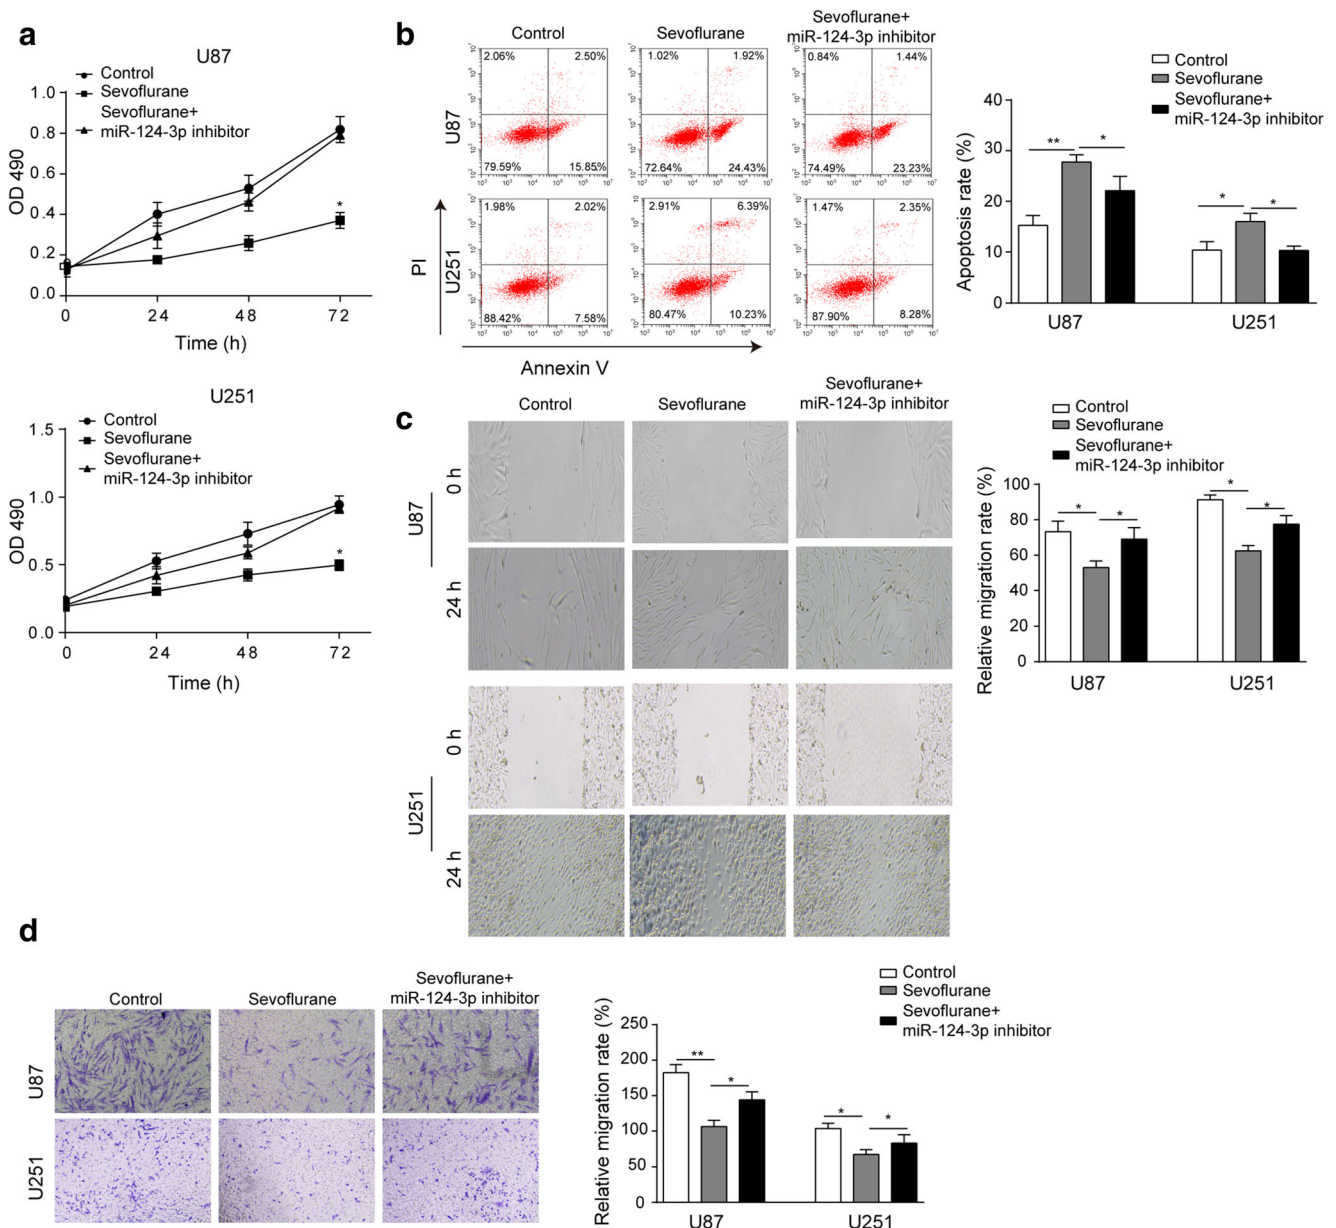 a
U87
Control
Sevoflurane
Sevoflurane+
miR-124-3p inhibitor
1.0
0.8
0.6
0.4
0.2
0.0
OD 490
*
0 24 48 72
Time (h)
U251
Control
Sevoflurane
Sevoflurane+
miR-124-3p inhibitor
1.5
1.0
0.5
0.0
OD 490
*
0 24 48 72
Time (h)
b
Control
Sevoflurane
Sevoflurane+
miR-124-3p inhibitor
U87
2.06% 2.50%
79.59% 15.85%
1.02% 1.92%
72.64% 24.43%
0.84% 1.44%
74.49% 23.23%
U251
1.98% 2.02%
88.42% 7.58%
2.91% 6.39%
80.47% 10.23%
1.47% 2.35%
87.90% 8.28%
10² 10³ 10⁴ 10⁵ 10⁶ 10⁷
PI
Annexin V
Control
Sevoflurane
Sevoflurane+
miR-124-3p inhibitor
Apoptosis rate (%)
40
30
20
10
0
** *
* *
U87 U251
c
Control
Sevoflurane
Sevoflurane+
miR-124-3p inhibitor
U87
0 h
24 h
U251
0 h
24 h
Control
Sevoflurane
Sevoflurane+
miR-124-3p inhibitor
Relative migration rate (%)
100
80
60
40
20
0
* *
* *
U87 U251
d
Control
Sevoflurane
Sevoflurane+
miR-124-3p inhibitor
U87
U251
Control
Sevoflurane
Sevoflurane+
miR-124-3p inhibitor
Relative migration rate (%)
250
200
150
100
50
0
** *
* *
U87 U251